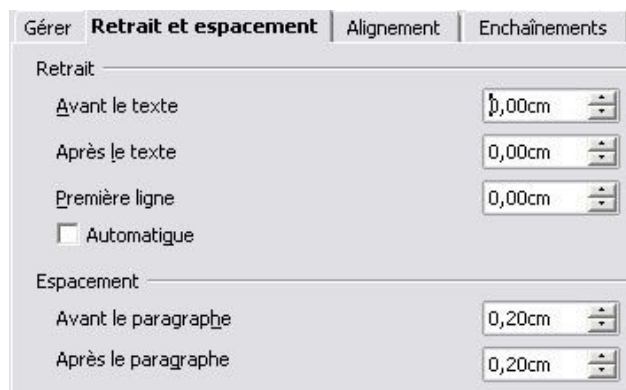 Gérer Retrait et espacement Alignement Enchaînements
Retrait
Avant le texte 0,00cm
Après le texte 0,00cm
Première ligne 0,00cm
Automatique
Espacement
Avant le paragraphe 0,20cm
Après le paragraphe 0,20cm